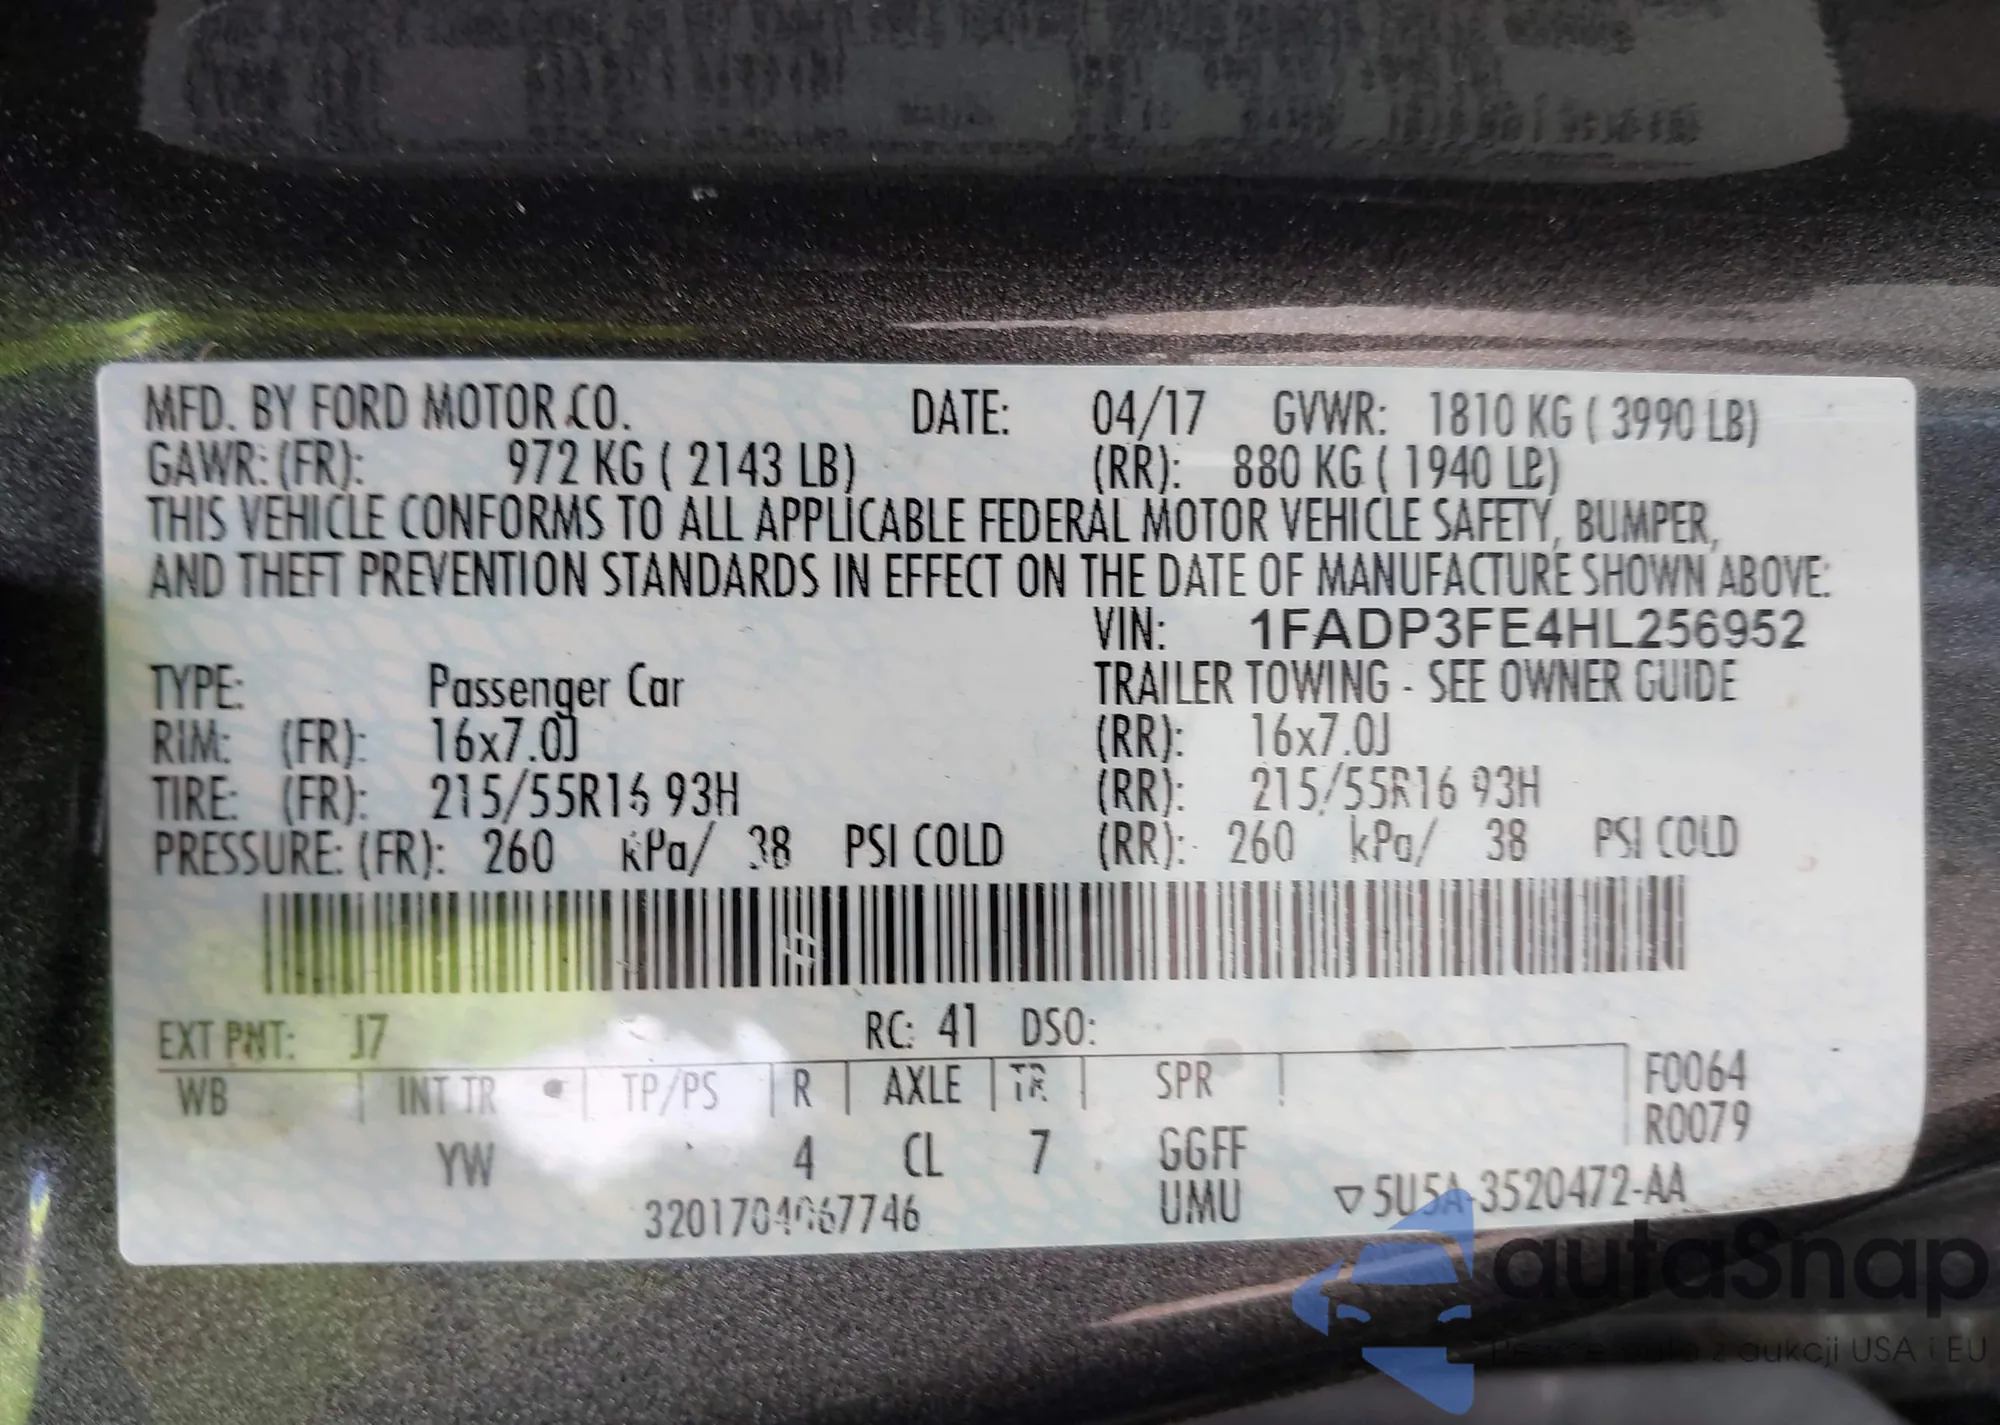 MFD. BY FORD MOTOR CO. DATE: 04/17 GVWR: 1810 KG ( 3990 LB)
GAWR: (FR): 972 KG ( 2143 LB) (RR): 880 KG ( 1940 LB)
THIS VEHICLE CONFORMS TO ALL APPLICABLE FEDERAL MOTOR VEHICLE SAFETY, BUMPER,
AND THEFT PREVENTION STANDARDS IN EFFECT ON THE DATE OF MANUFACTURE SHOWN ABOVE.
VIN: 1FADP3FE4HL256952
TYPE: Passenger Car TRAILER TOWING - SEE OWNER GUIDE
RIM: (FR): 16x7.0J (RR): 16x7.0J
TIRE: (FR): 215/55R16 93H (RR): 215/55R16 93H
PRESSURE: (FR): 260 kPa/ 38 PSI COLD (RR): 260 kPa/ 38 PSI COLD
EXT PNT: J7 RC: 41 DSO:
WB INT TR TP/PS R AXLE TR SPR F0064
R0079
YW 4 CL 7 GGFF
3201704067746 UMU ▽5U5A-3520472-AA
autaSnap
z aukcji USA i EU